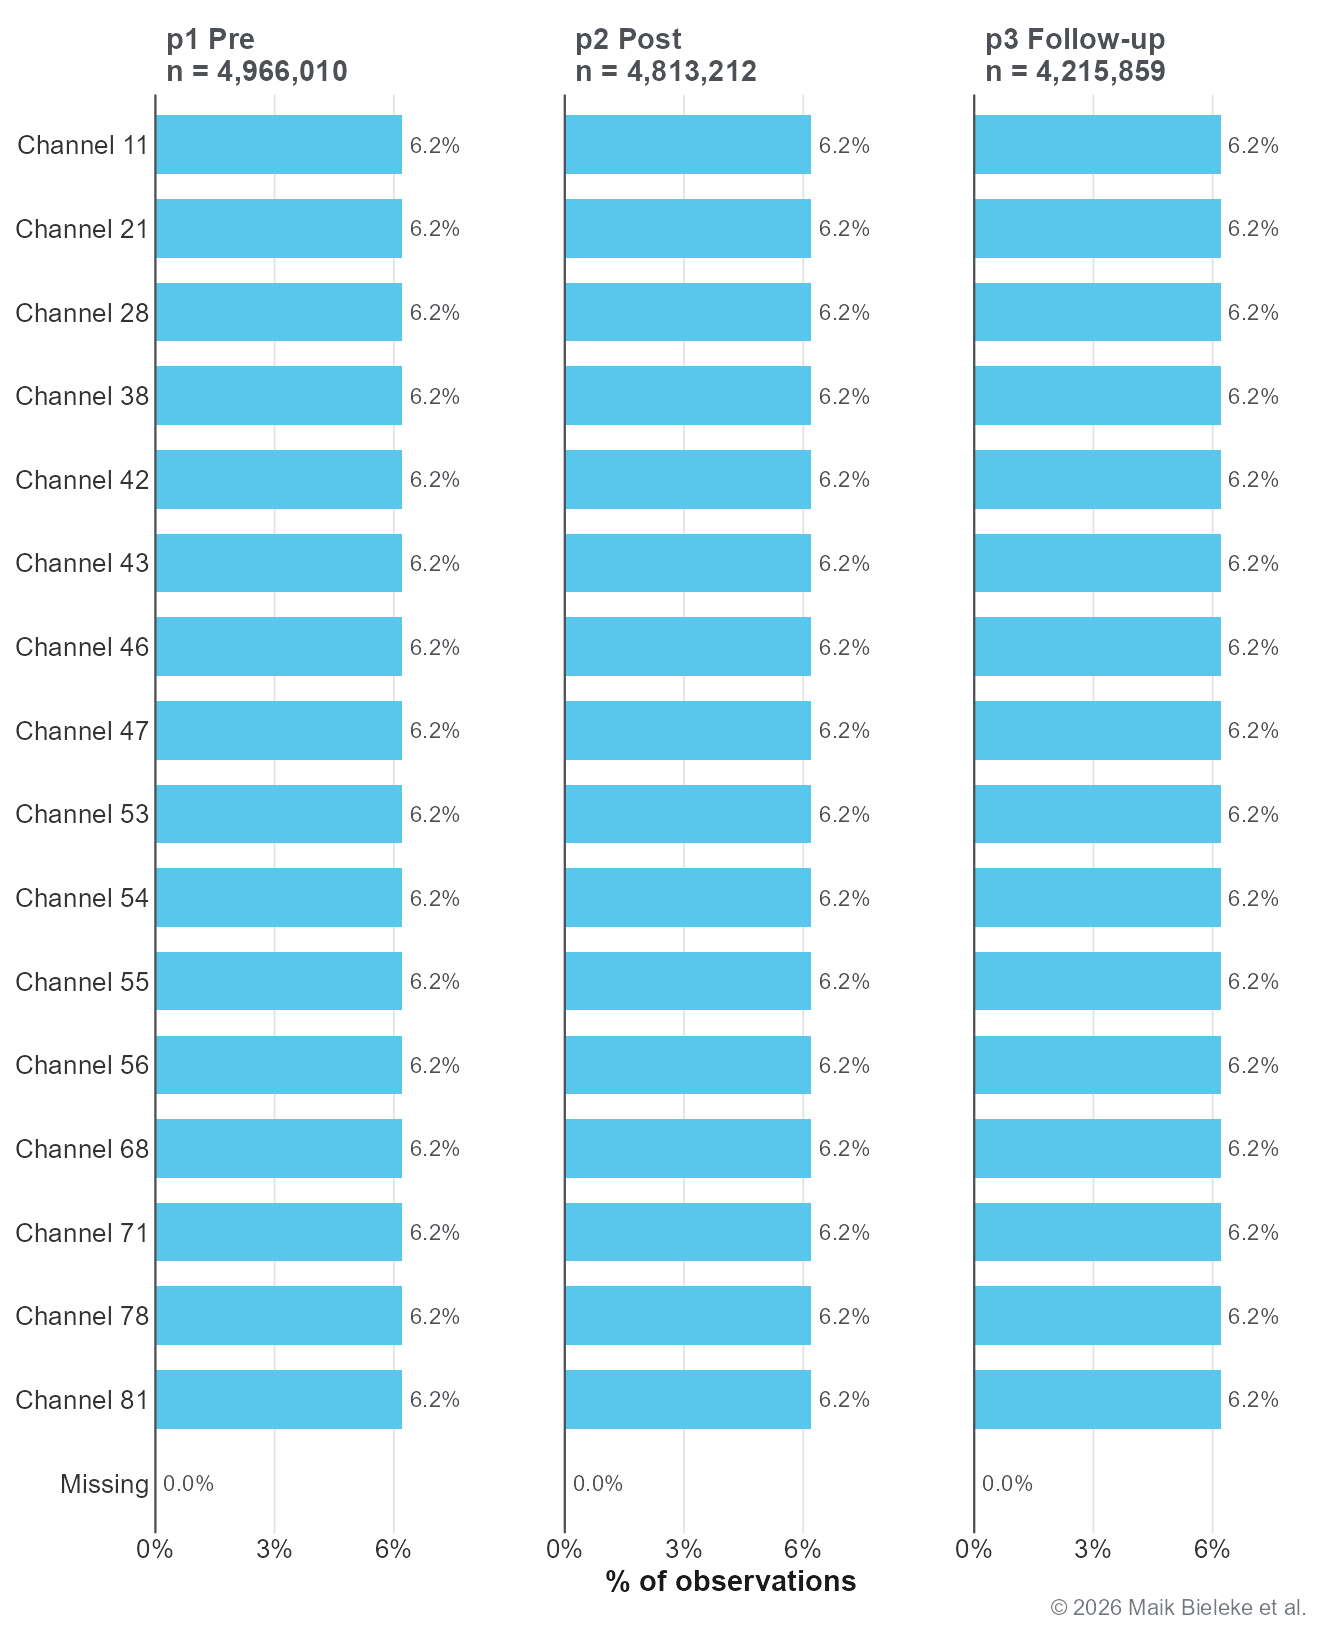 p1 Pre
n = 4,966,010
p2 Post
n = 4,813,212
p3 Follow-up
n = 4,215,859
Channel 11 6.2% 6.2% 6.2%
Channel 21 6.2% 6.2% 6.2%
Channel 28 6.2% 6.2% 6.2%
Channel 38 6.2% 6.2% 6.2%
Channel 42 6.2% 6.2% 6.2%
Channel 43 6.2% 6.2% 6.2%
Channel 46 6.2% 6.2% 6.2%
Channel 47 6.2% 6.2% 6.2%
Channel 53 6.2% 6.2% 6.2%
Channel 54 6.2% 6.2% 6.2%
Channel 55 6.2% 6.2% 6.2%
Channel 56 6.2% 6.2% 6.2%
Channel 68 6.2% 6.2% 6.2%
Channel 71 6.2% 6.2% 6.2%
Channel 78 6.2% 6.2% 6.2%
Channel 81 6.2% 6.2% 6.2%
Missing 0.0% 0.0% 0.0%
0% 3% 6% 0% 3% 6% 0% 3% 6%
% of observations
© 2026 Maik Bieleke et al.